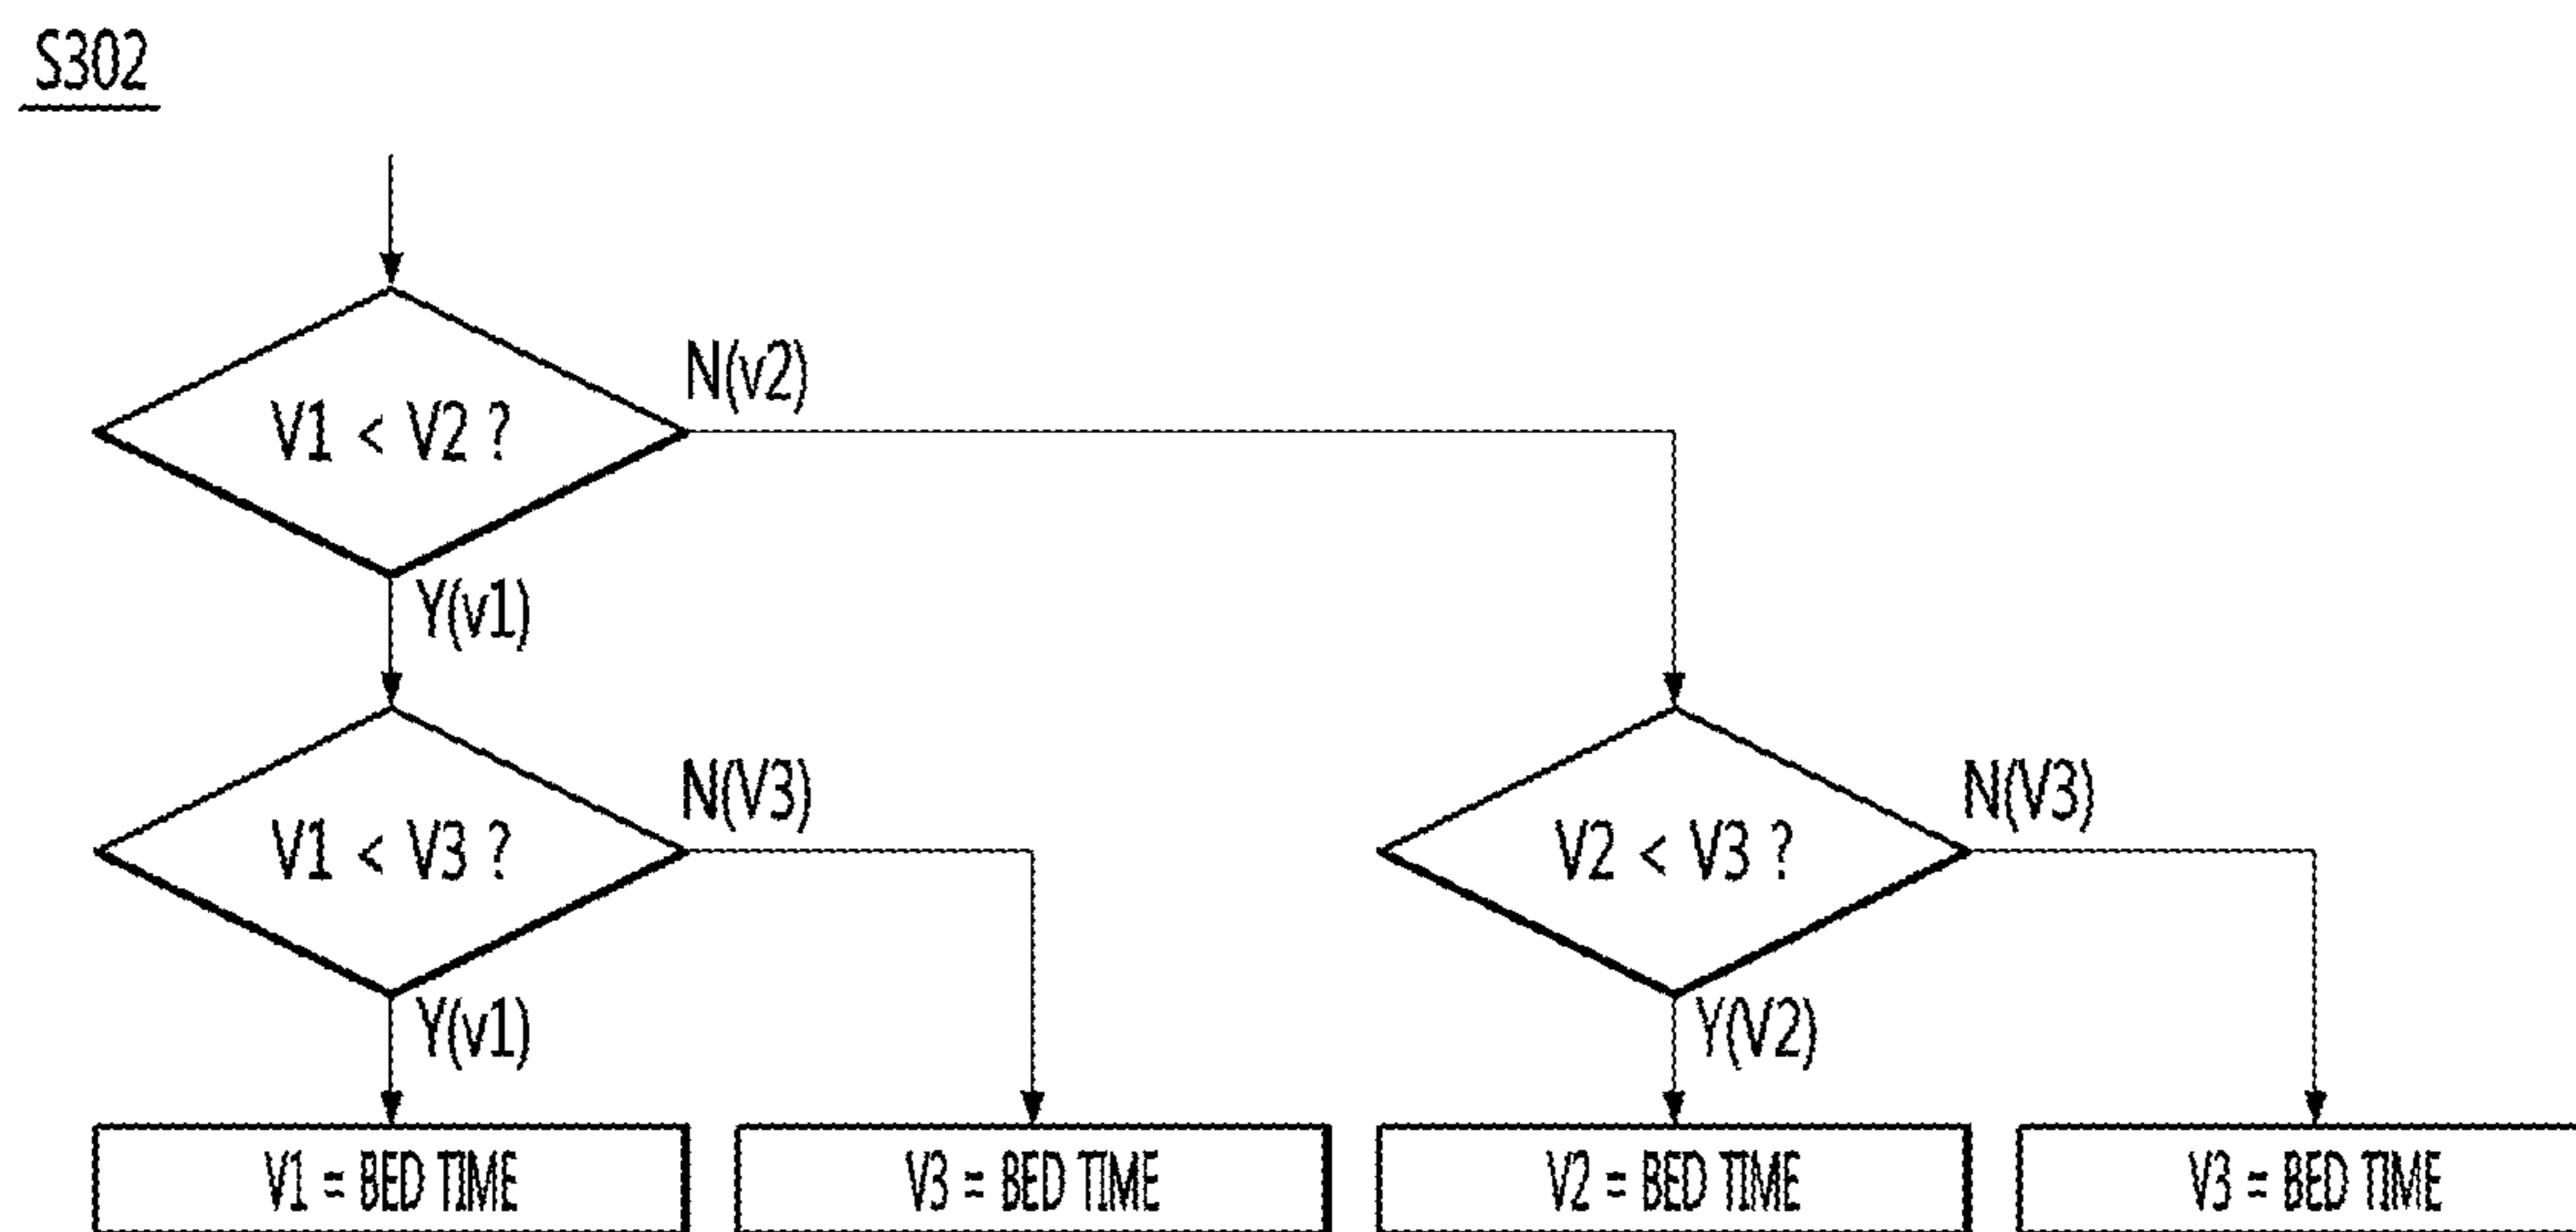 S302
V1 < V2 ?
N(v2)
Y(v1)
V1 < V3 ?
N(V3)
V2 < V3 ?
N(V3)
Y(v1)
Y(V2)
V1 = BED TIME
V3 = BED TIME
V2 = BED TIME
V3 = BED TIME